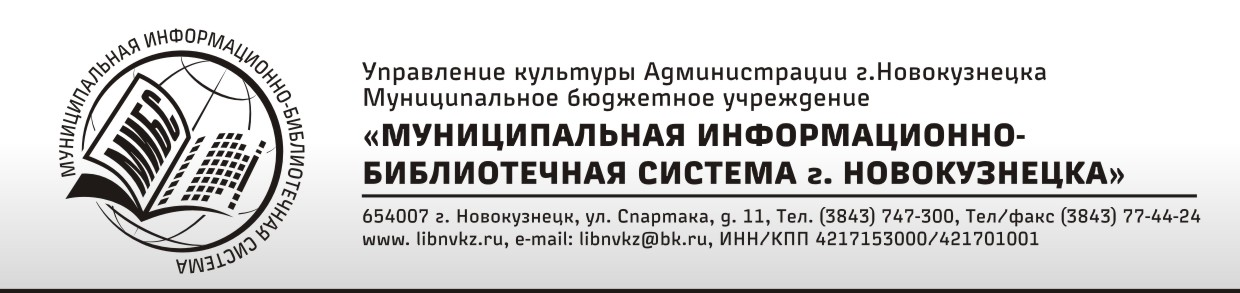 МУНИЦИПАЛЬНАЯ ИНФОРМАЦИОННО-БИБЛИОТЕЧНАЯ СИСТЕМА
МИБС
Управление культуры Администрации г.Новокузнецка
Муниципальное бюджетное учреждение
«МУНИЦИПАЛЬНАЯ ИНФОРМАЦИОННО-
БИБЛИОТЕЧНАЯ СИСТЕМА г. НОВОКУЗНЕЦКА»
654007 г. Новокузнецк, ул. Спартака, д. 11, Тел. (3843) 747-300, Тел/факс (3843) 77-44-24
www. libnvkz.ru, e-mail: libnvkz@bk.ru, ИНН/КПП 4217153000/421701001